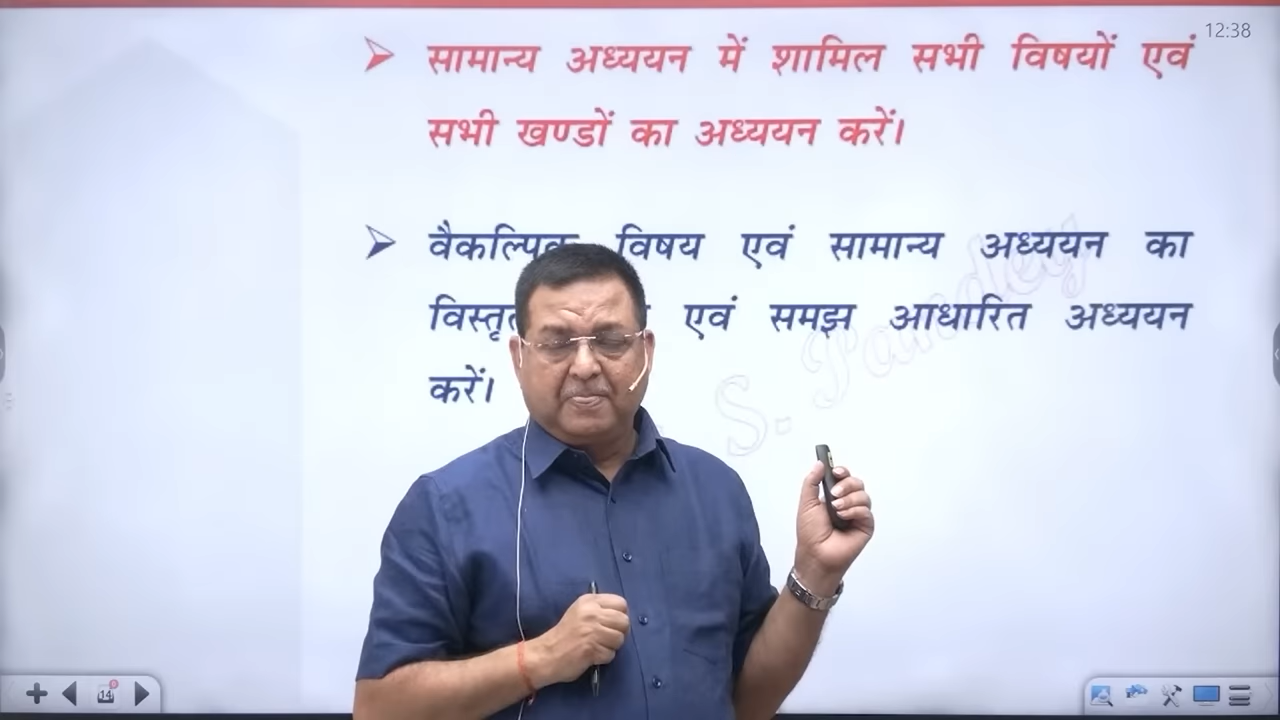 12:38
सामान्य अध्ययन में शामिल सभी विषयों एवं
सभी खण्डों का अध्ययन करें।
वैकल्पिक विषय एवं सामान्य अध्ययन का
एवं समझ आधारित अध्ययन
करें।
S. Pandey
14